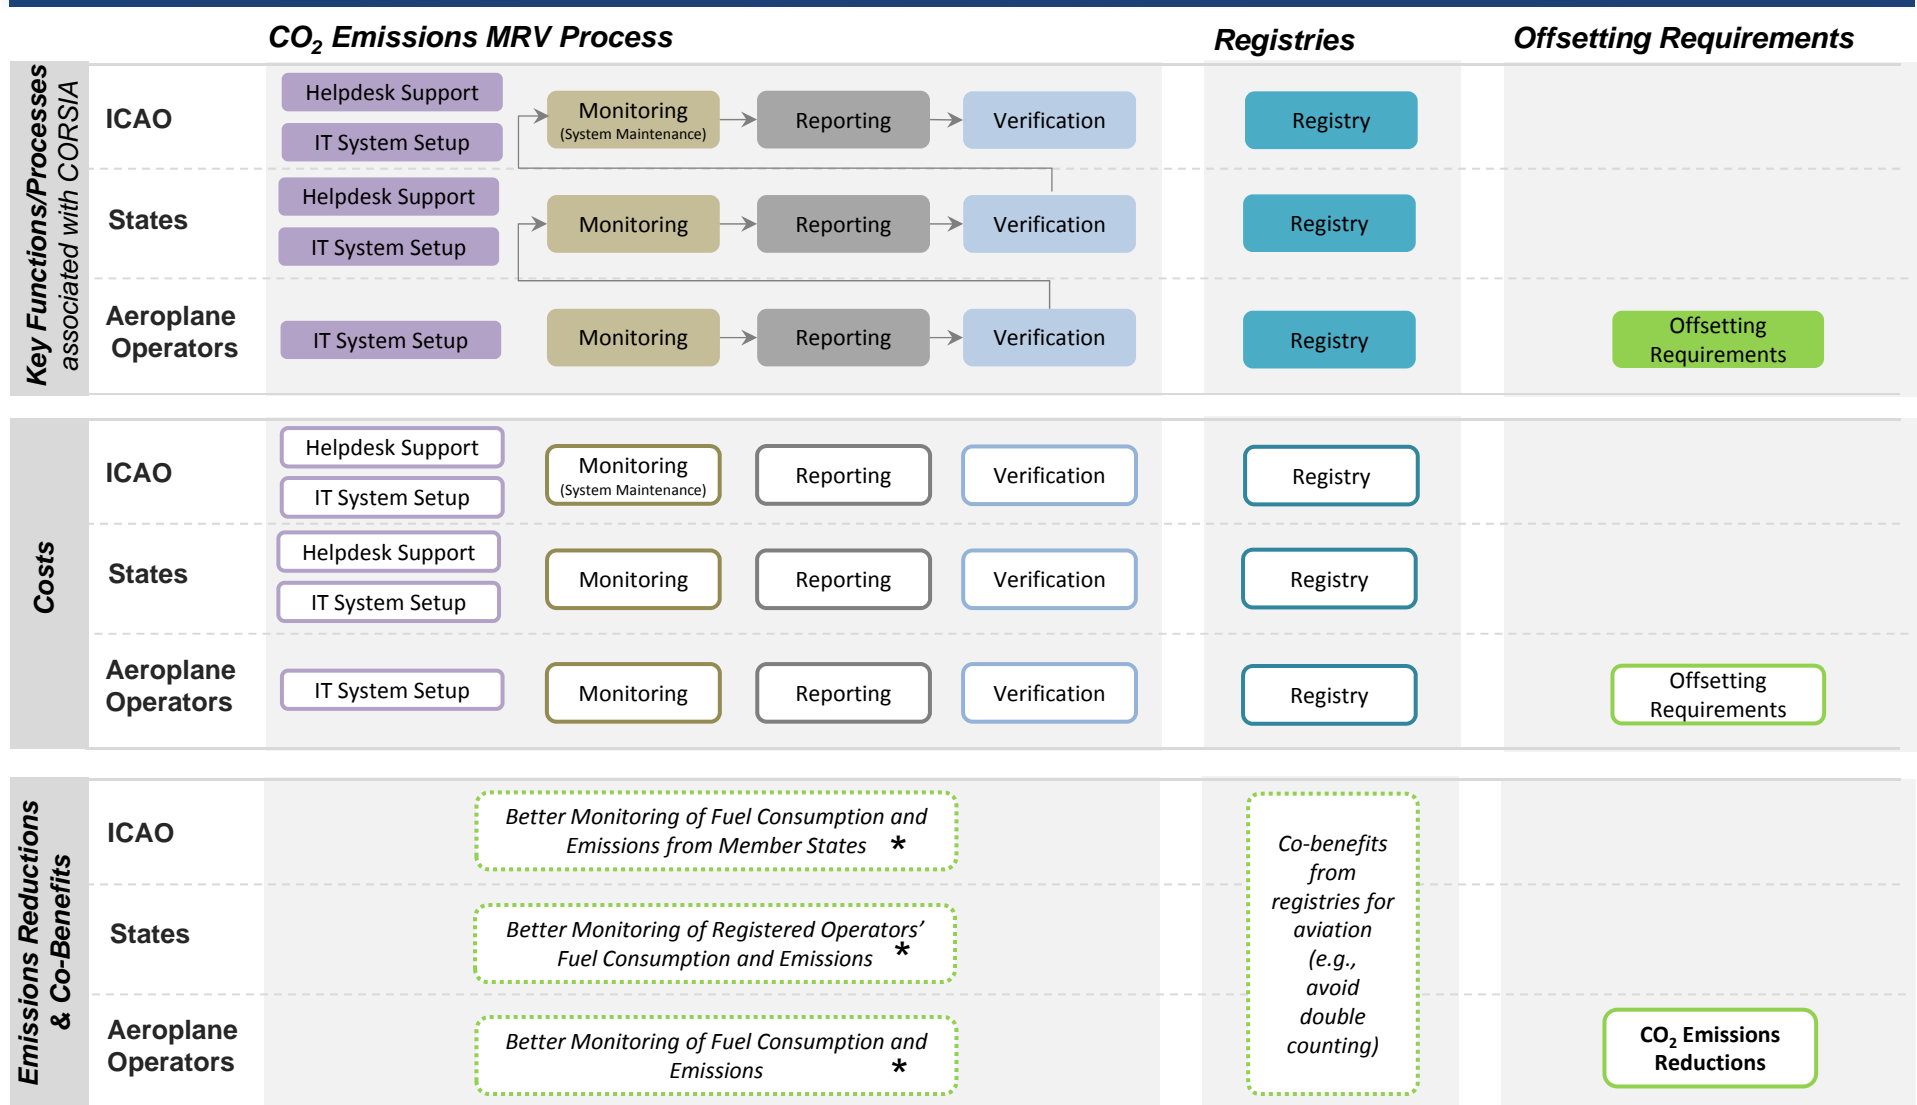 CO2 Emissions MRV Process
Registries
Offsetting Requirements
Key Functions/Processes
associated with CORSIA
ICAO
Helpdesk Support
IT System Setup
Monitoring
(System Maintenance)
Reporting
Verification
Registry
States
Helpdesk Support
IT System Setup
Monitoring
Reporting
Verification
Registry
Aeroplane
Operators
IT System Setup
Monitoring
Reporting
Verification
Registry
Offsetting
Requirements
Costs
ICAO
Helpdesk Support
IT System Setup
Monitoring
(System Maintenance)
Reporting
Verification
Registry
States
Helpdesk Support
IT System Setup
Monitoring
Reporting
Verification
Registry
Aeroplane
Operators
IT System Setup
Monitoring
Reporting
Verification
Registry
Offsetting
Requirements
Emissions Reductions
& Co-Benefits
ICAO
Better Monitoring of Fuel Consumption and
Emissions from Member States *
States
Better Monitoring of Registered Operators’
Fuel Consumption and Emissions *
Aeroplane
Operators
Better Monitoring of Fuel Consumption and
Emissions *
Co-benefits
from
registries for
aviation
(e.g.,
avoid
double
counting)
CO2 Emissions
Reductions